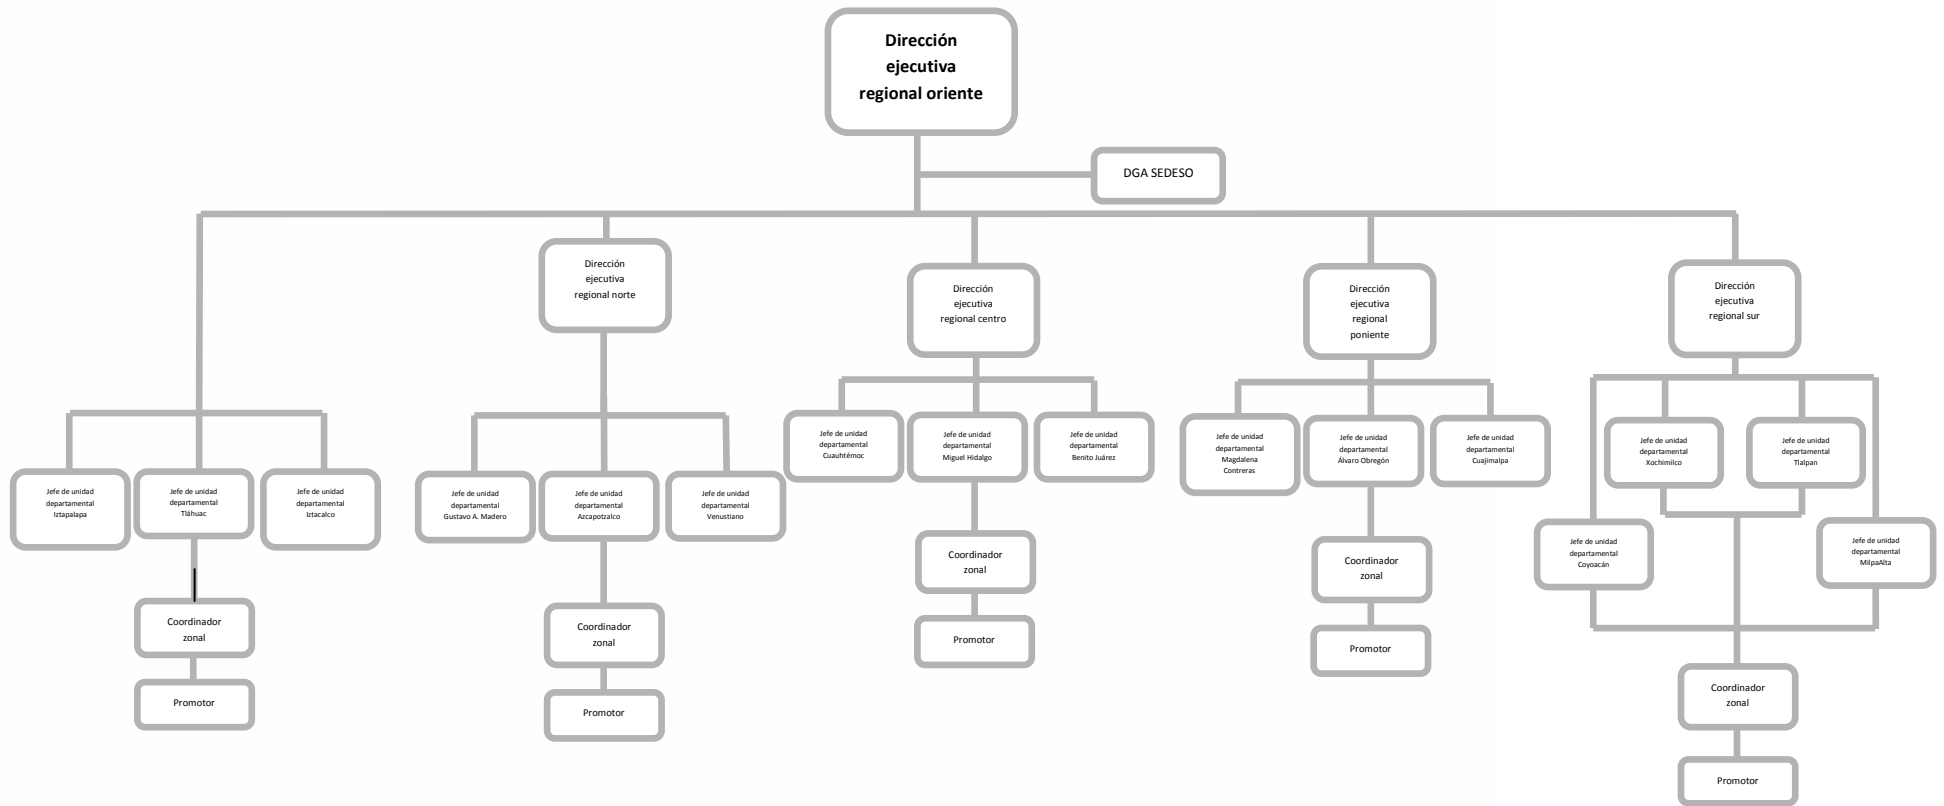 Dirección
ejecutiva
regional oriente
DGA SEDESO
Dirección
ejecutiva
regional norte
Dirección
ejecutiva
regional centro
Dirección
ejecutiva
regional
poniente
Dirección
ejecutiva
regional sur
Jefe de unidad
departamental
Iztapalapa
Jefe de unidad
departamental
Tláhuac
Jefe de unidad
departamental
Iztacalco
Jefe de unidad
departamental
Gustavo A. Madero
Jefe de unidad
departamental
Azcapotzalco
Jefe de unidad
departamental
Venustiano
Jefe de unidad
departamental
Cuauhtémoc
Jefe de unidad
departamental
Miguel Hidalgo
Jefe de unidad
departamental
Benito Juárez
Jefe de unidad
departamental
Magdalena
Contreras
Jefe de unidad
departamental
Álvaro Obregón
Jefe de unidad
departamental
Cuajimalpa
Jefe de unidad
departamental
Xochimilco
Jefe de unidad
departamental
Tlalpan
Jefe de unidad
departamental
Coyoacán
Jefe de unidad
departamental
MilpaAlta
Coordinador
zonal
Promotor
Coordinador
zonal
Promotor
Coordinador
zonal
Promotor
Coordinador
zonal
Promotor
Coordinador
zonal
Promotor